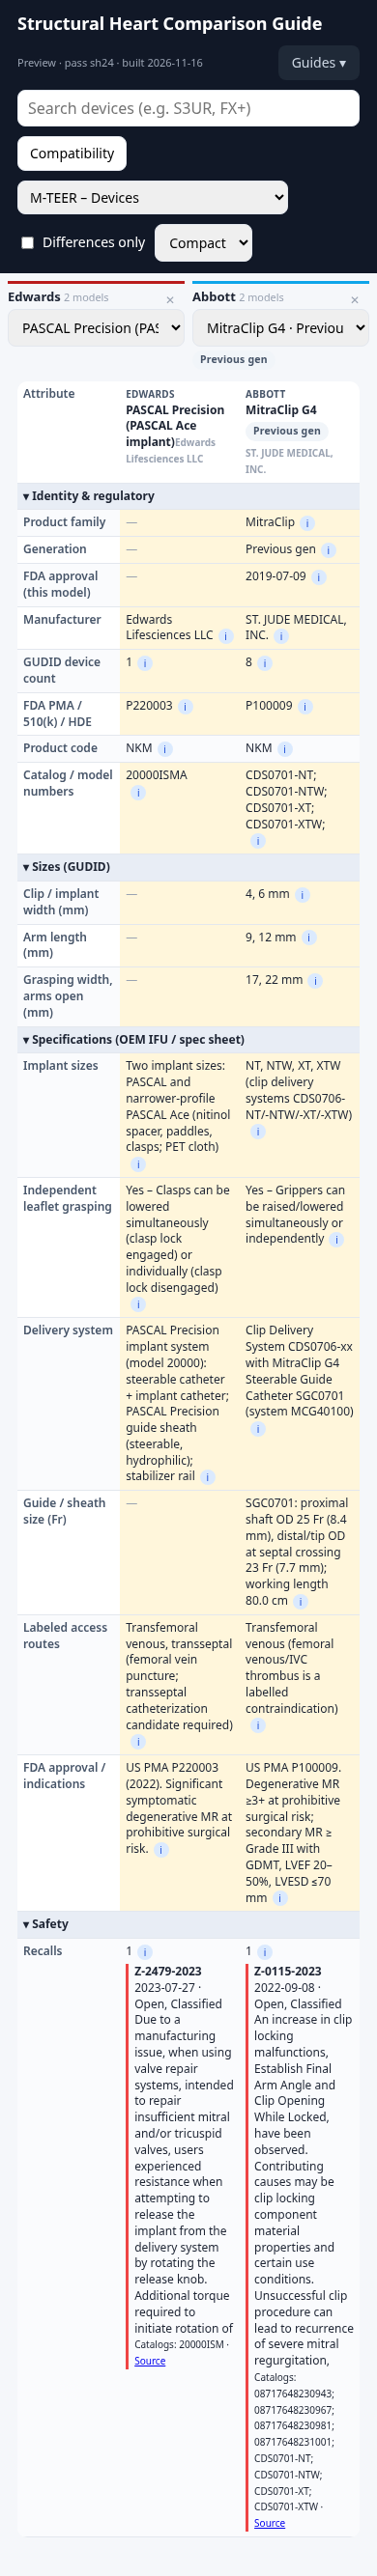 Structural Heart Comparison Guide
Preview · pass sh24 · built 2026-11-16
Guides ▾
Search devices (e.g. S3UR, FX+)
Compatibility
M-TEER – Devices
Differences only
Compact
Edwards 2 models ×
PASCAL Precision (PAS
Abbott 2 models ×
MitraClip G4 · Previou
Previous gen
Attribute
EDWARDS
PASCAL Precision
(PASCAL Ace
implant)Edwards
Lifesciences LLC
ABBOTT
MitraClip G4
Previous gen
ST. JUDE MEDICAL,
INC.
▾ Identity & regulatory
Product family
—
MitraClip i
Generation
—
Previous gen i
FDA approval
(this model)
—
2019-07-09 i
Manufacturer
Edwards
Lifesciences LLC i
ST. JUDE MEDICAL,
INC. i
GUDID device
count
1 i
8 i
FDA PMA /
510(k) / HDE
P220003 i
P100009 i
Product code
NKM i
NKM i
Catalog / model
numbers
20000ISMA
i
CDS0701-NT;
CDS0701-NTW;
CDS0701-XT;
CDS0701-XTW;
i
▾ Sizes (GUDID)
Clip / implant
width (mm)
—
4, 6 mm i
Arm length
(mm)
—
9, 12 mm i
Grasping width,
arms open
(mm)
—
17, 22 mm i
▾ Specifications (OEM IFU / spec sheet)
Implant sizes
Two implant sizes:
PASCAL and
narrower-profile
PASCAL Ace (nitinol
spacer, paddles,
clasps; PET cloth)
i
NT, NTW, XT, XTW
(clip delivery
systems CDS0706-
NT/-NTW/-XT/-XTW)
i
Independent
leaflet grasping
Yes – Clasps can be
lowered
simultaneously
(clasp lock
engaged) or
individually (clasp
lock disengaged)
i
Yes – Grippers can
be raised/lowered
simultaneously or
independently i
Delivery system
PASCAL Precision
implant system
(model 20000):
steerable catheter
+ implant catheter;
PASCAL Precision
guide sheath
(steerable,
hydrophilic);
stabilizer rail i
Clip Delivery
System CDS0706-xx
with MitraClip G4
Steerable Guide
Catheter SGC0701
(system MCG40100)
i
Guide / sheath
size (Fr)
—
SGC0701: proximal
shaft OD 25 Fr (8.4
mm), distal/tip OD
at septal crossing
23 Fr (7.7 mm);
working length
80.0 cm i
Labeled access
routes
Transfemoral
venous, transseptal
(femoral vein
puncture;
transseptal
catheterization
candidate required)
i
Transfemoral
venous (femoral
venous/IVC
thrombus is a
labelled
contraindication)
i
FDA approval /
indications
US PMA P220003
(2022). Significant
symptomatic
degenerative MR at
prohibitive surgical
risk. i
US PMA P100009.
Degenerative MR
≥3+ at prohibitive
surgical risk;
secondary MR ≥
Grade III with
GDMT, LVEF 20–
50%, LVESD ≤70
mm i
▾ Safety
Recalls
1 i
Z-2479-2023
2023-07-27 ·
Open, Classified
Due to a
manufacturing
issue, when using
valve repair
systems, intended
to repair
insufficient mitral
and/or tricuspid
valves, users
experienced
resistance when
attempting to
release the
implant from the
delivery system
by rotating the
release knob.
Additional torque
required to
initiate rotation of
Catalogs: 20000ISM ·
Source
1 i
Z-0115-2023
2022-09-08 ·
Open, Classified
An increase in clip
locking
malfunctions,
Establish Final
Arm Angle and
Clip Opening
While Locked,
have been
observed.
Contributing
causes may be
clip locking
component
material
properties and
certain use
conditions.
Unsuccessful clip
procedure can
lead to recurrence
of severe mitral
regurgitation,
Catalogs:
08717648230943;
08717648230967;
08717648230981;
08717648231001;
CDS0701-NT;
CDS0701-NTW;
CDS0701-XT;
CDS0701-XTW ·
Source